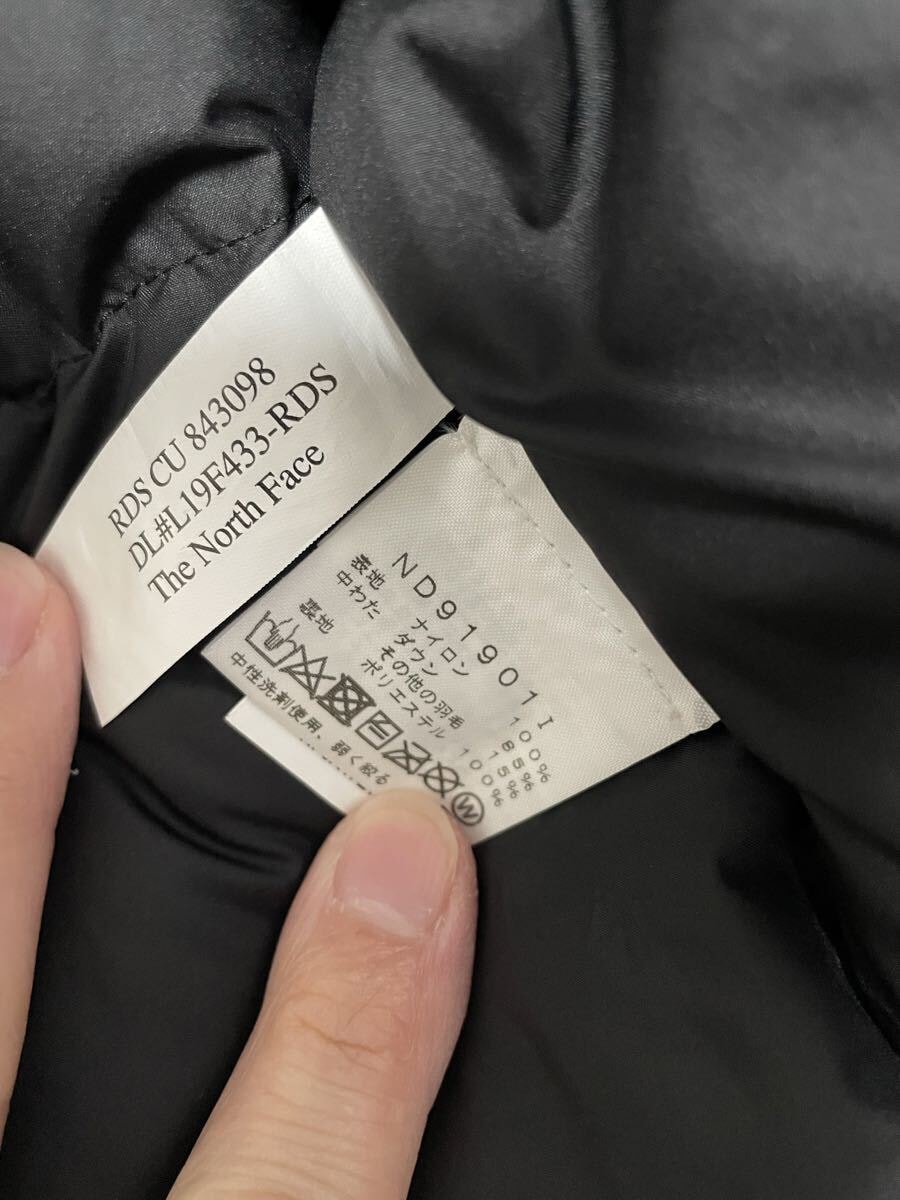 RDS CU 843098
DL#L19F433-RDS
The North Face
ND91901I
表地 ナイロン 100%
中わた ダウン 85%
その他の羽毛 15%
裏地 ポリエステル 100%
W
中性洗剤使用、弱く絞る